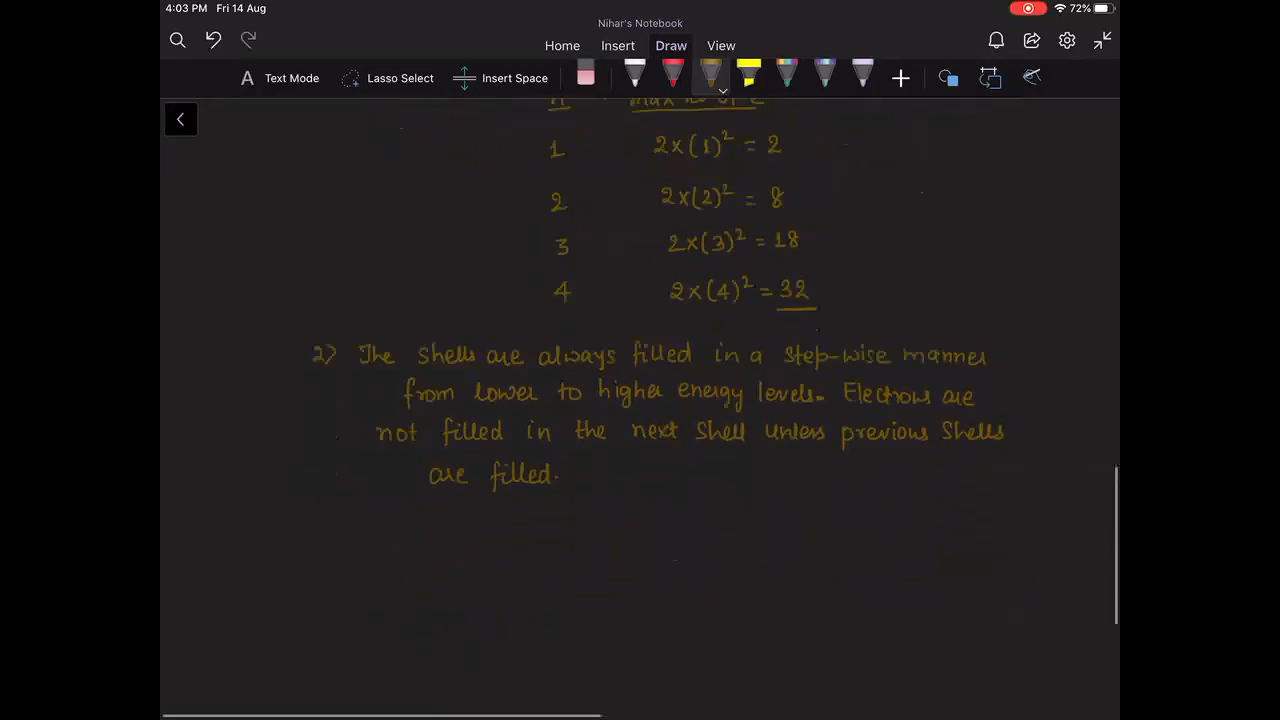 4:03 PM Fri 14 Aug
72%
Nihar's Notebook
Home Insert Draw View
A Text Mode Lasso Select Insert Space
n max no of e
1 2x(1)² = 2
2 2x(2)² = 8
3 2x(3)² = 18
4 2x(4)² = 32
2) The shells are always filled in a step-wise manner
from lower to higher energy levels. Electrons are
not filled in the next shell unless previous shells
are filled.